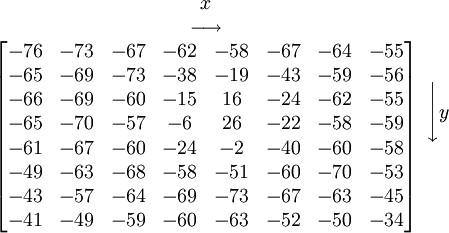 x
⟶
−76 −73 −67 −62 −58 −67 −64 −55
−65 −69 −73 −38 −19 −43 −59 −56
−66 −69 −60 −15 16 −24 −62 −55
−65 −70 −57 −6 26 −22 −58 −59
−61 −67 −60 −24 −2 −40 −60 −58
−49 −63 −68 −58 −51 −60 −70 −53
−43 −57 −64 −69 −73 −67 −63 −45
−41 −49 −59 −60 −63 −52 −50 −34
↓ y